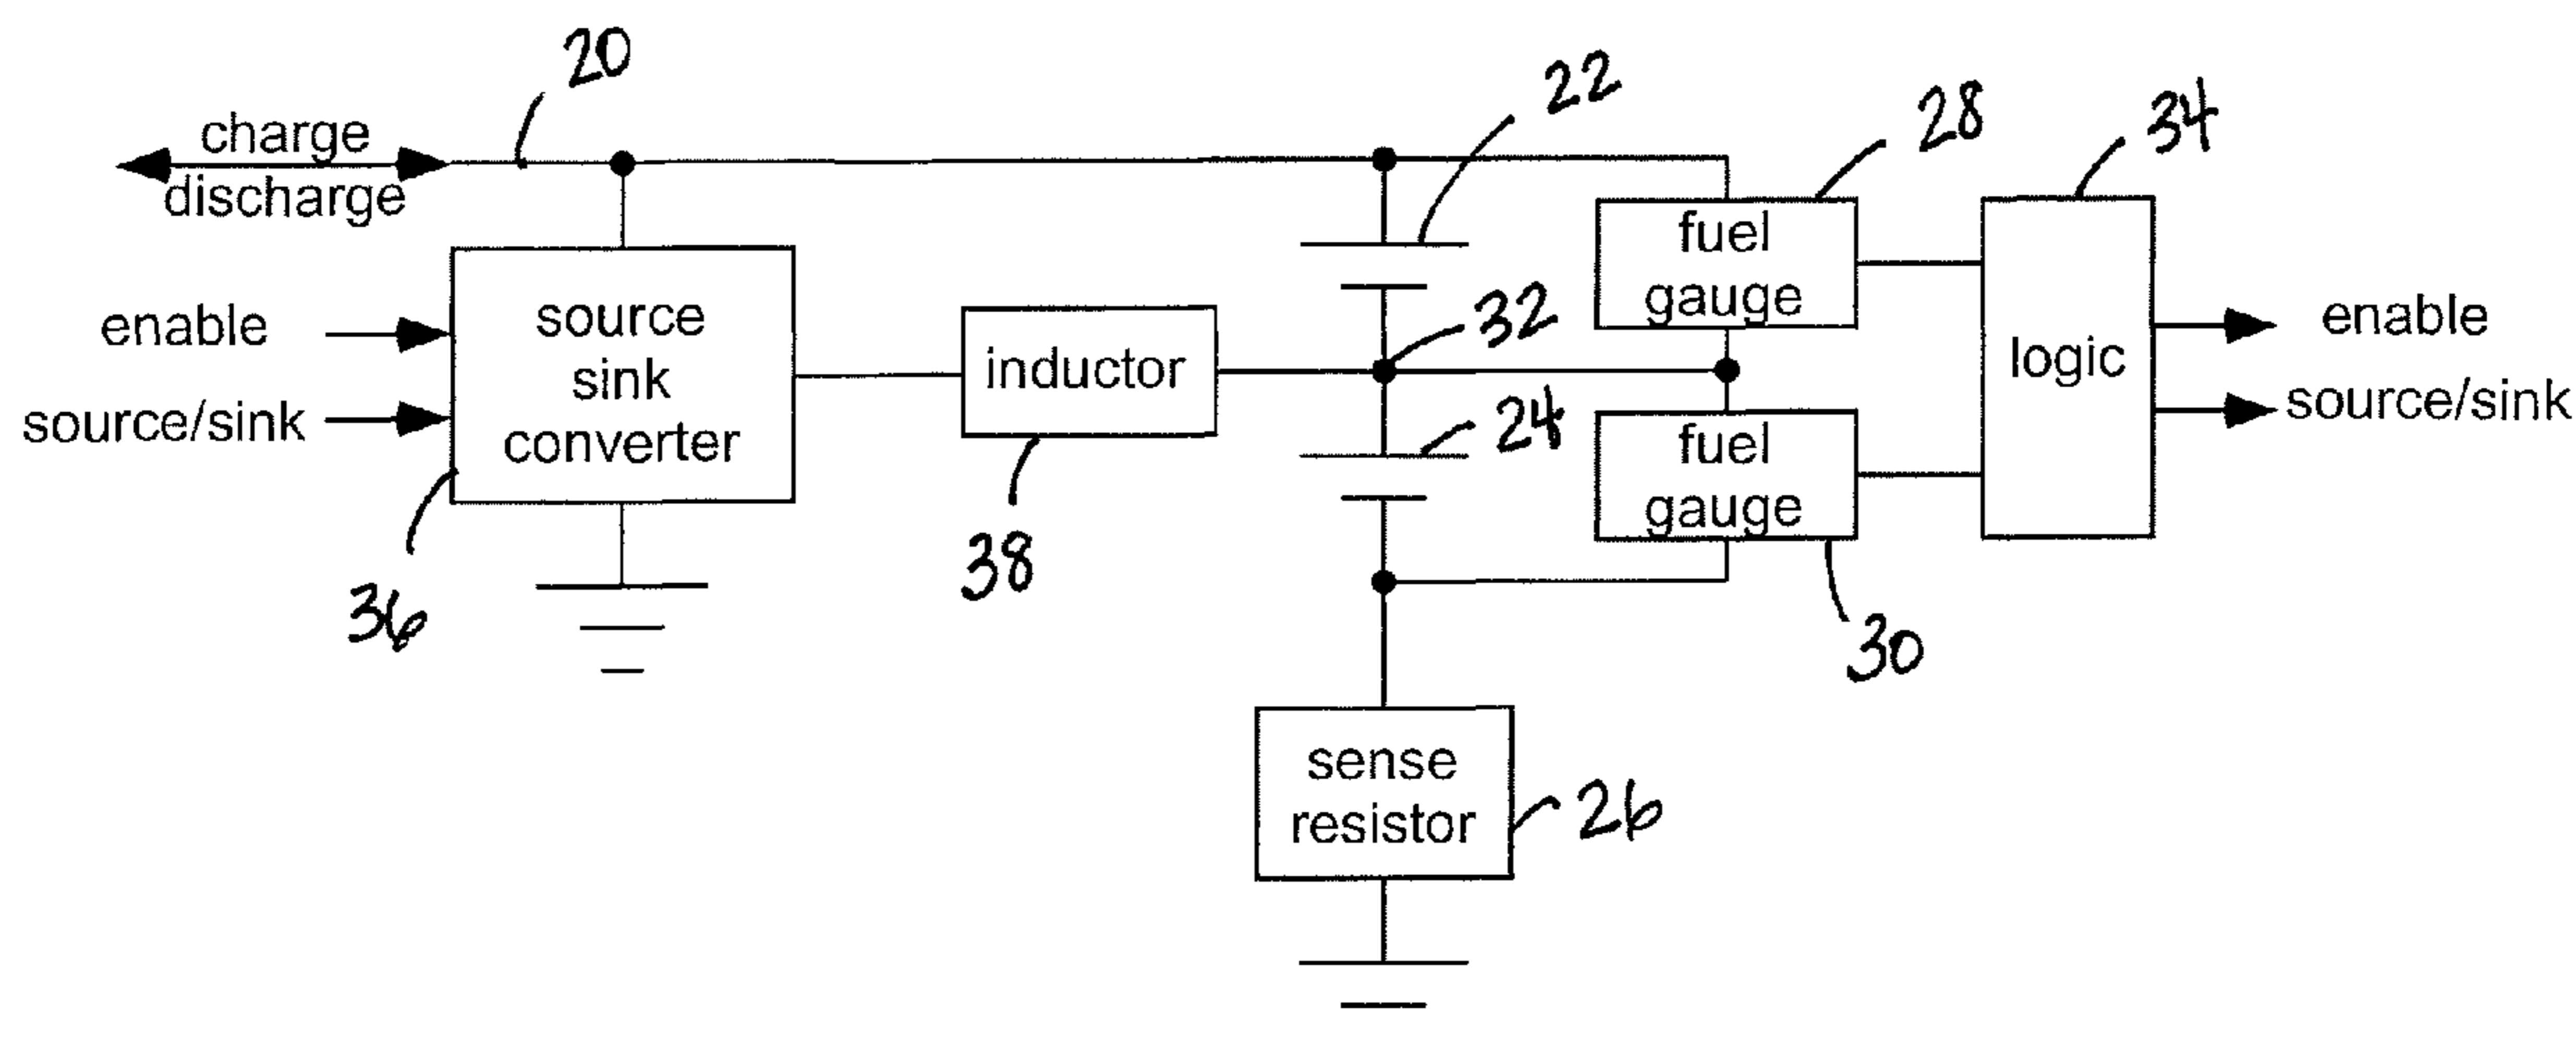 20
22
28
34
charge
discharge
fuel
gauge
enable
source/sink
source
sink
converter
inductor
32
24
logic
enable
source/sink
fuel
gauge
36
38
30
sense
resistor
26